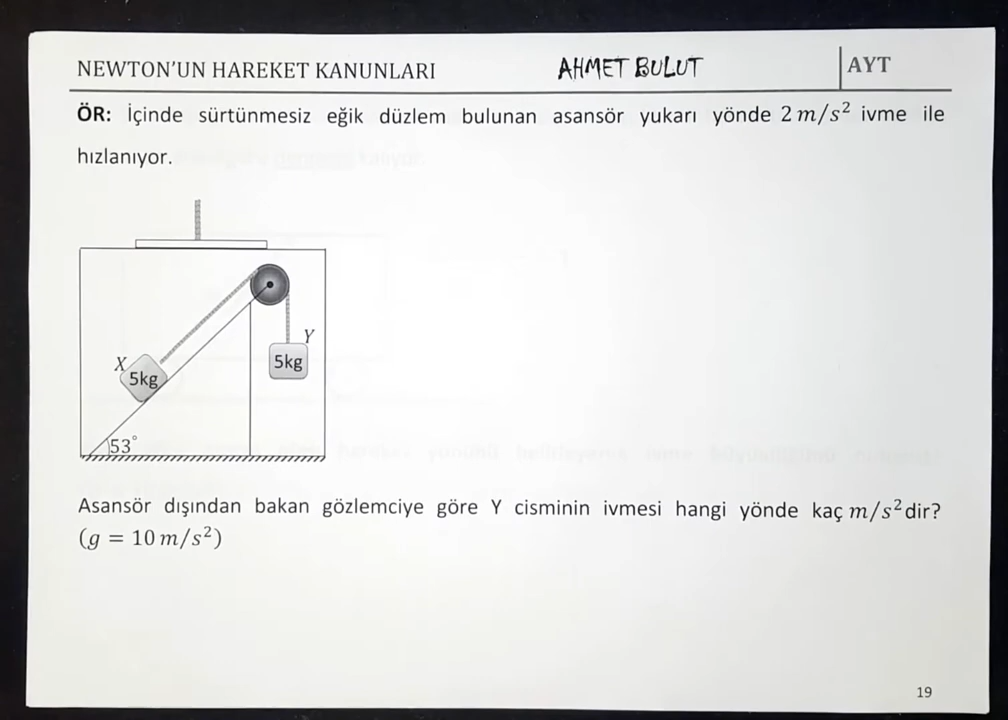 NEWTON'UN HAREKET KANUNLARI AHMET BULUT AYT
ÖR: İçinde sürtünmesiz eğik düzlem bulunan asansör yukarı yönde 2 m/s² ivme ile
hızlanıyor.
X
5kg
Y
5kg
53°
Asansör dışından bakan gözlemciye göre Y cisminin ivmesi hangi yönde kaç m/s² dir?
(g = 10 m/s²)
19